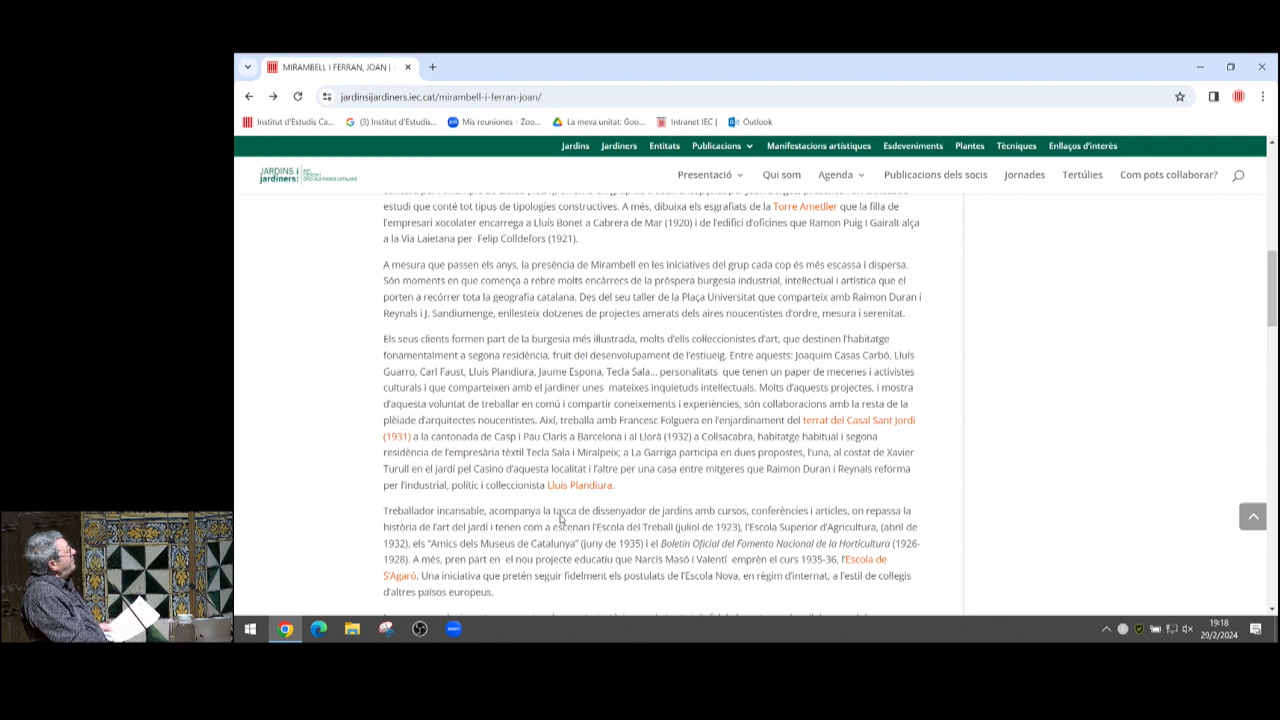 MIRAMBELL I FERRAN, JOAN |
jardinsijardiners.iec.cat/mirambell-i-ferran-joan/
Institut d'Estudis Ca...
(3) Institut d'Estudis...
Mis reuniones - Zoo...
La meva unitat: Goo...
Intranet IEC |
Outlook
Jardins Jardiners Entitats Publicacions Manifestacions artístiques Esdeveniments Plantes Tècniques Enllaços d'interès
JARDINS i
jardiners:
Presentació Qui som Agenda Publicacions dels socis Jornades Tertúlies Com pots collaborar?
estudi que conté tot tipus de tipologies constructives. A més, dibuixa els esgrafiats de la Torre Ametller que la filla de
l'empresari xocolater encarrega a Lluís Bonet a Cabrera de Mar (1920) i de l'edifici d'oficines que Ramon Puig I Gairalt alça
a la Via Laietana per Felip Colldefors (1921).
A mesura que passen els anys, la presència de Mirambell en les iniciatives del grup cada cop és més escassa i dispersa.
Són moments en que comença a rebre molts encàrrecs de la pròspera burgesia industrial, intel·lectual i artística que el
porten a recórrer tota la geografia catalana. Des del seu taller de la Plaça Universitat que comparteix amb Raimon Duran i
Reynals i J. Sandiumenge, enllesteix dotzenes de projectes amerats dels aires noucentistes d'ordre, mesura i serenitat.
Els seus clients formen part de la burgesia més il·lustrada, molts d'ells col·leccionistes d'art, que destinen l'habitatge
fonamentalment a segona residència, fruit del desenvolupament de l'estiueig. Entre aquests: Joaquim Casas Carbó, Lluís
Guarro, Carl Faust, Lluís Plandiura, Jaume Espona, Tecla Sala... personalitats que tenen un paper de mecenes i activistes
culturals i que comparteixen amb el jardiner unes mateixes inquietuds intel·lectuals. Molts d'aquests projectes, i mostra
d'aquesta voluntat de treballar en comú i compartir coneixements i experiències, són col·laboracions amb la resta de la
plèiade d'arquitectes noucentistes. Així, treballa amb Francesc Folguera en l'enjardinament del terrat del Casal Sant Jordi
(1931) a la cantonada de Casp i Pau Claris a Barcelona i al Llorà (1932) a Collsacabra, habitatge habitual i segona
residència de l'empresària tèxtil Tecla Sala i Miralpeix; a La Garriga participa en dues propostes, l'una, al costat de Xavier
Turull en el jardí pel Casino d'aquesta localitat i l'altre per una casa entre mitgeres que Raimon Duran i Reynals reforma
per l'industrial, polític i col·leccionista Lluís Plandiura.
Treballador incansable, acompanya la tasca de dissenyador de jardins amb cursos, conferències i articles, on repassa la
història de l'art del jardí i tenen com a escenari l'Escola del Treball (juliol de 1923), l'Escola Superior d'Agricultura, (abril de
1932), els "Amics dels Museus de Catalunya" (juny de 1935) i el Boletín Oficial del Fomento Nacional de la Horticultura (1926-
1928). A més, pren part en el nou projecte educatiu que Narcís Masó i Valentí emprèn el curs 1935-36, l'Escola de
S'Agaró. Una iniciativa que pretén seguir fidelment els postulats de l'Escola Nova, en règim d'internat, a l'estil de col·legis
d'altres països europeus.
19:18
29/2/2024